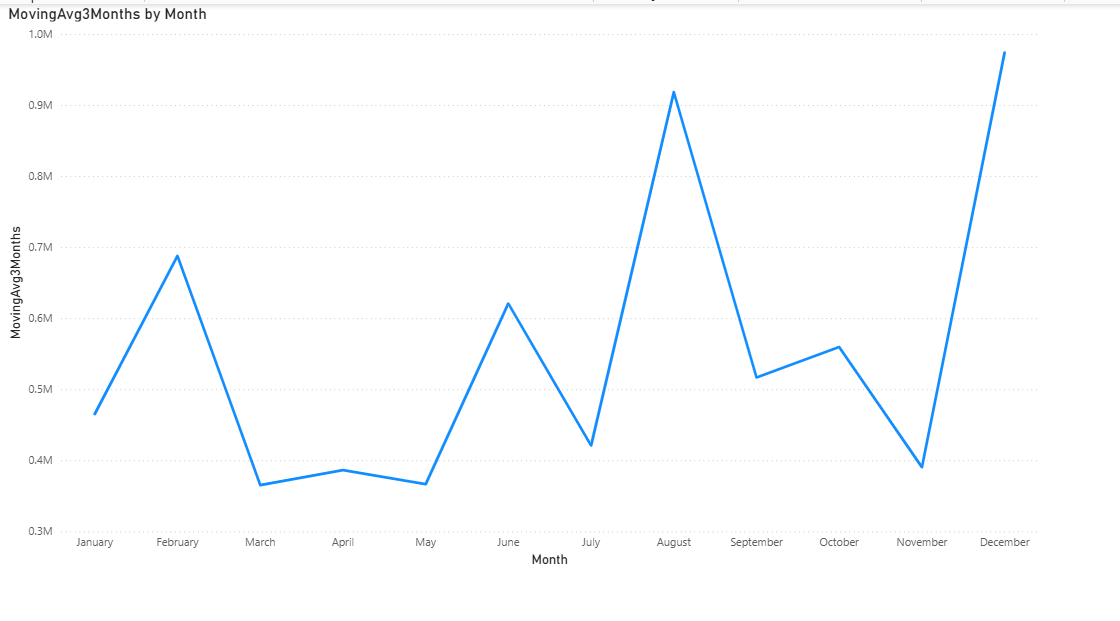 MovingAvg3Months by Month
1.0M
0.9M
0.8M
0.7M
0.6M
0.5M
0.4M
0.3M
MovingAvg3Months
January February March April May June July August September October November December
Month